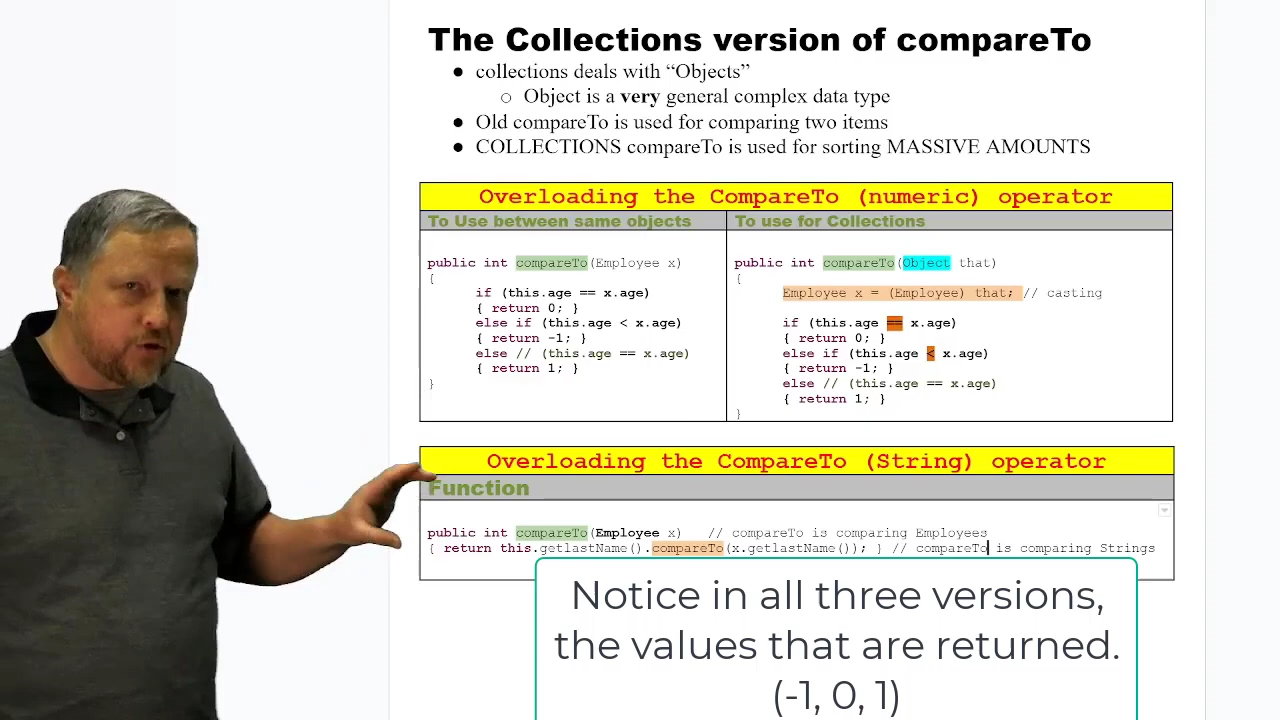 The Collections version of compareTo
● collections deals with “Objects”
○ Object is a very general complex data type
● Old compareTo is used for comparing two items
● COLLECTIONS compareTo is used for sorting MASSIVE AMOUNTS
Overloading the CompareTo (numeric) operator
To Use between same objects
public int compareTo(Employee x)
{
if (this.age == x.age)
{ return 0; }
else if (this.age < x.age)
{ return -1; }
else // (this.age == x.age)
{ return 1; }
}
To use for Collections
public int compareTo(Object that)
{
Employee x = (Employee) that; // casting
if (this.age == x.age)
{ return 0; }
else if (this.age < x.age)
{ return -1; }
else // (this.age == x.age)
{ return 1; }
}
Overloading the CompareTo (String) operator
Function
public int compareTo(Employee x) // compareTo is comparing Employees
{ return this.getlastName().compareTo(x.getlastName()); } // compareTo is comparing Strings
Notice in all three versions,
the values that are returned.
(-1, 0, 1)